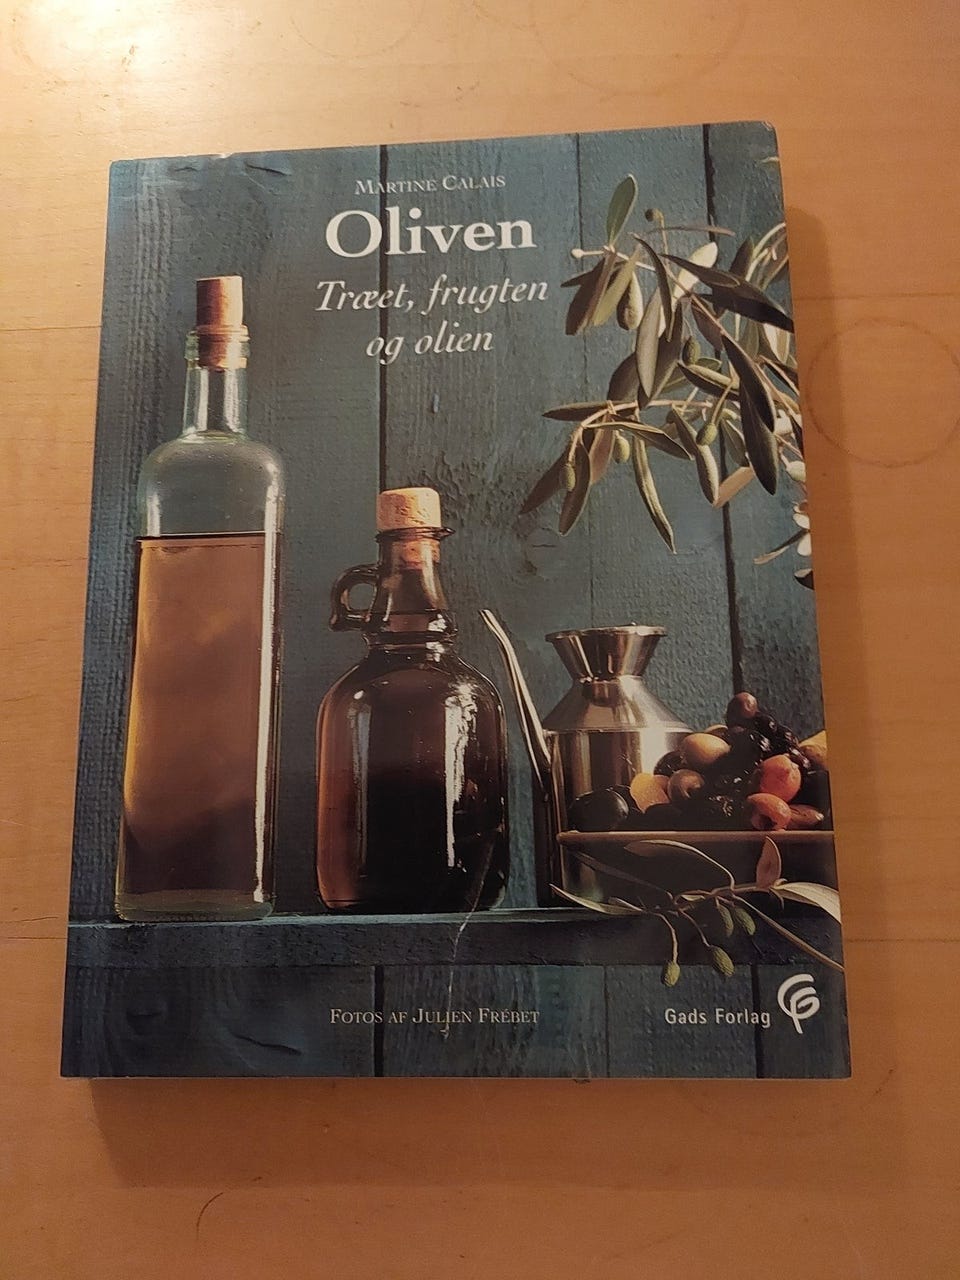 Martine Calais
Oliven
Træet, frugten
og olien
Fotos af Julien Frébet
Gads Forlag